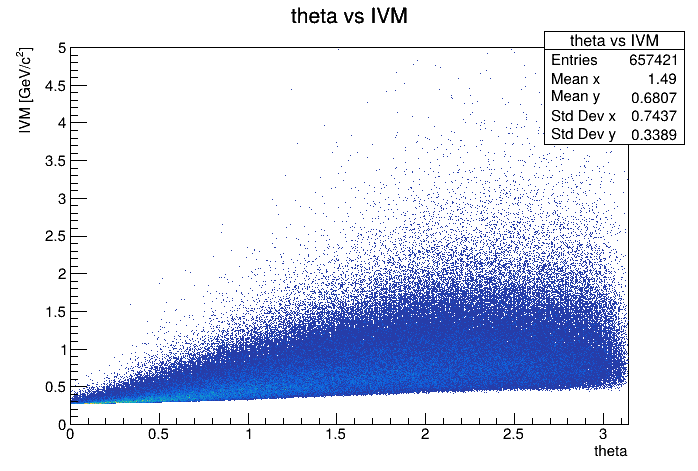 theta vs IVM
theta vs IVM
Entries 657421
Mean x 1.49
Mean y 0.6807
Std Dev x 0.7437
Std Dev y 0.3389
IVM [GeV/c²]
5
4.5
4
3.5
3
2.5
2
1.5
1
0.5
0
0 0.5 1 1.5 2 2.5 3
theta